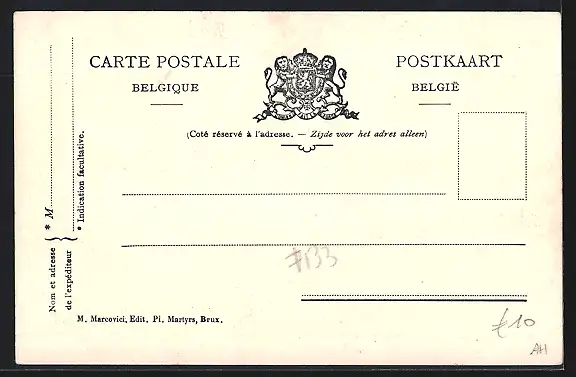 CARTE POSTALE
BELGIQUE
POSTKAART
BELGIË
(Coté réservé à l'adresse. — Zijde voor het adres alleen)
* M
Nom et adresse
de l'expéditeur
* Indication facultative.
#133
M. Marcovici, Edit. Pl. Martyrs, Brux.
€10
AH